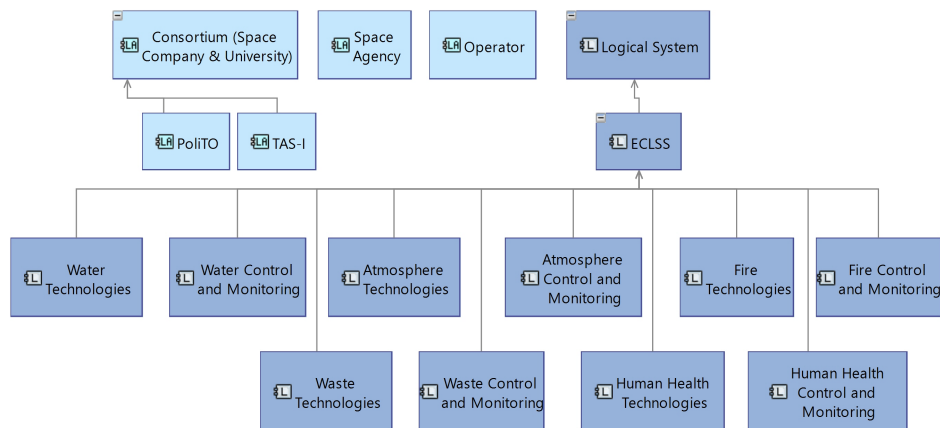 Consortium (Space
Company & University)
Space
Agency
Operator
Logical System
PoliTO
TAS-I
ECLSS
Water
Technologies
Water Control
and Monitoring
Atmosphere
Technologies
Atmosphere
Control and
Monitoring
Fire
Technologies
Fire Control
and Monitoring
Waste
Technologies
Waste Control
and Monitoring
Human Health
Technologies
Human Health
Control and
Monitoring